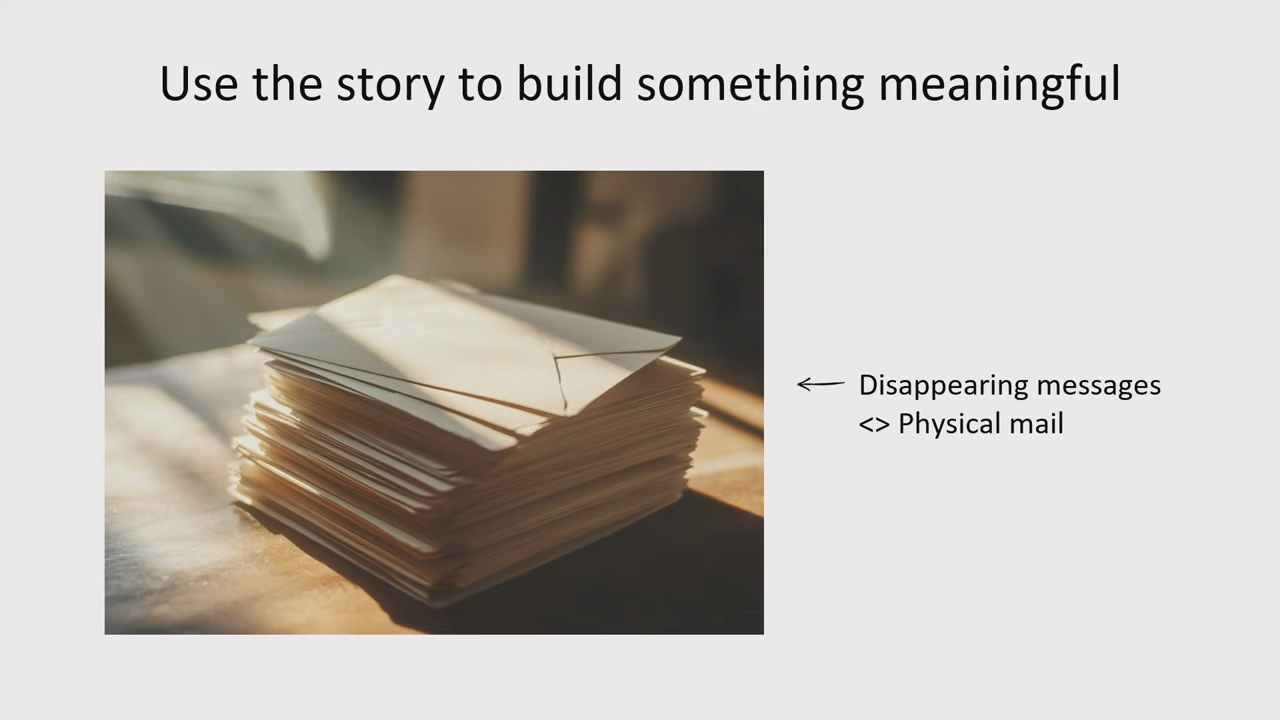 Use the story to build something meaningful
Disappearing messages
<> Physical mail